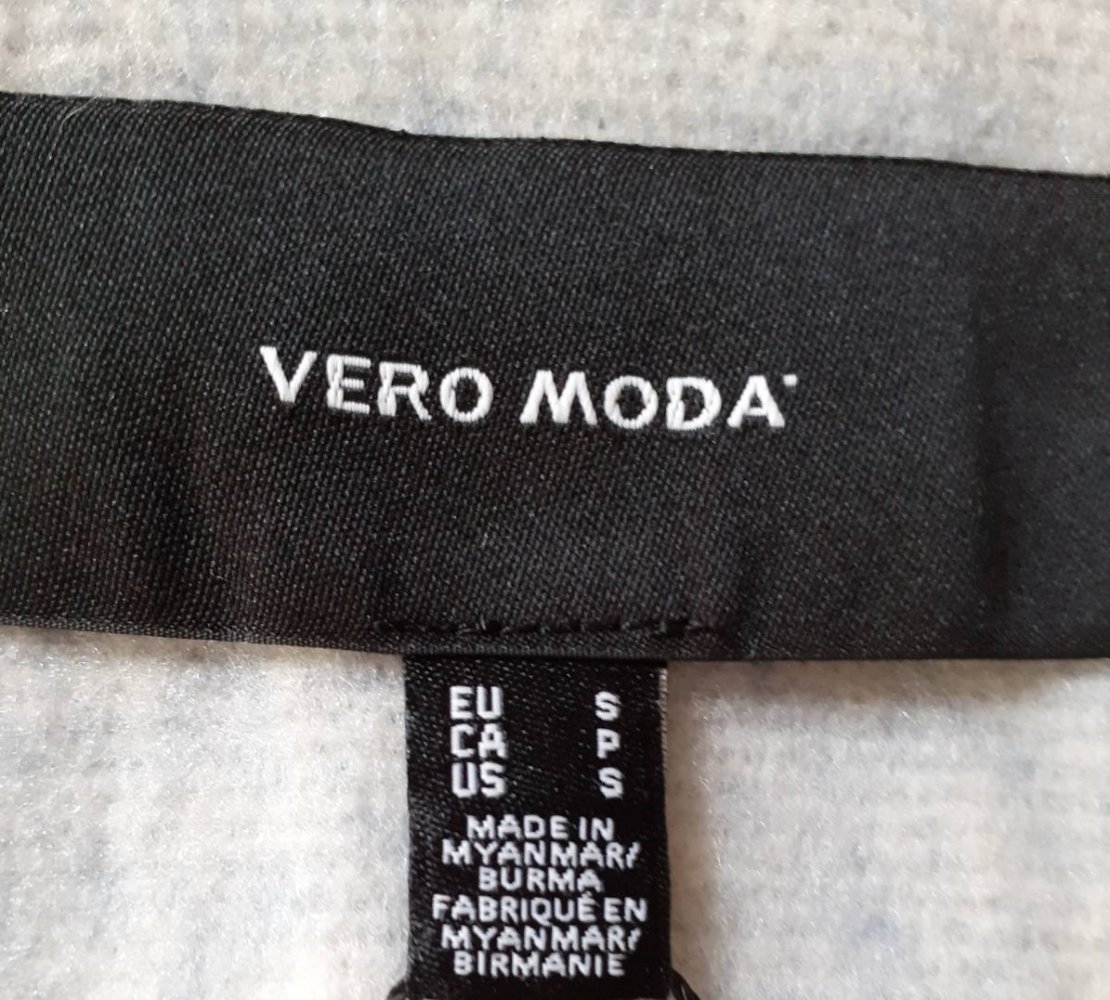 VERO MODA
EU S
CA P
US S
MADE IN
MYANMAR/
BURMA
FABRIQUÉ EN
MYANMAR/
BIRMANIE